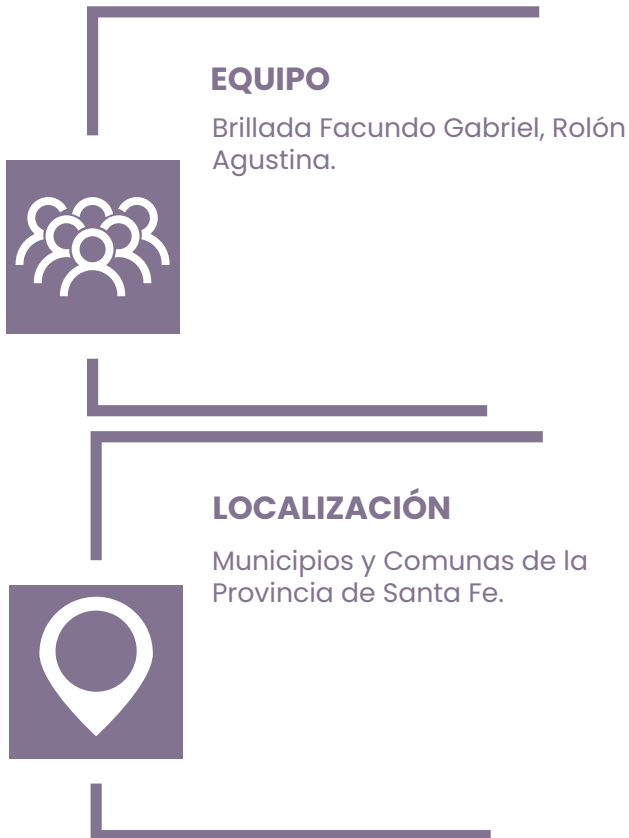 EQUIPO
Brillada Facundo Gabriel, Rolón
Agustina.
LOCALIZACIÓN
Municipios y Comunas de la
Provincia de Santa Fe.